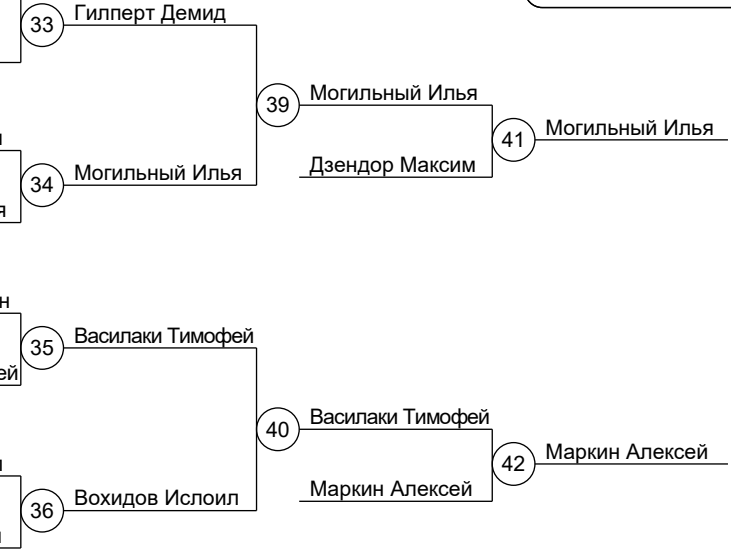 33 Гилперт Демид
39 Могильный Илья
41 Могильный Илья
Дзендор Максим
34 Могильный Илья
35 Василаки Тимофей
40 Василаки Тимофей
42 Маркин Алексей
Маркин Алексей
36 Вохидов Ислоил